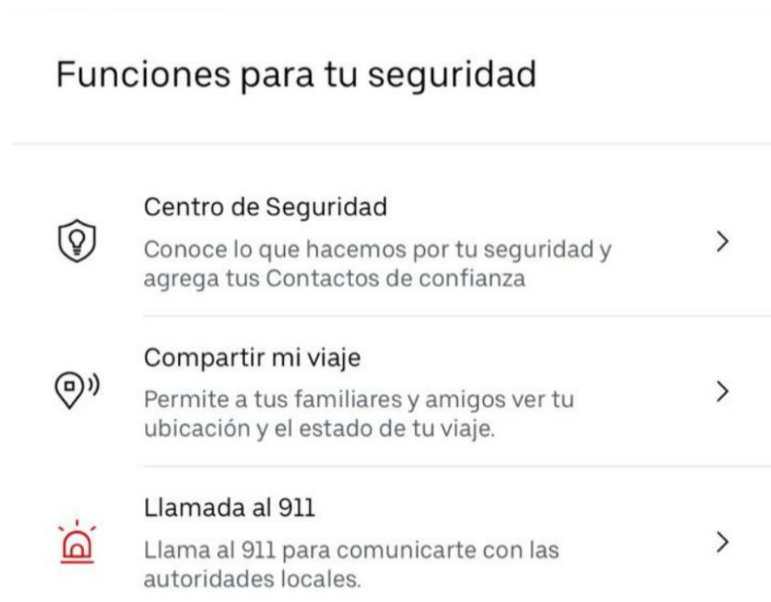 Funciones para tu seguridad
Centro de Seguridad
Conoce lo que hacemos por tu seguridad y
agrega tus Contactos de confianza
Compartir mi viaje
Permite a tus familiares y amigos ver tu
ubicación y el estado de tu viaje.
Llamada al 911
Llama al 911 para comunicarte con las
autoridades locales.